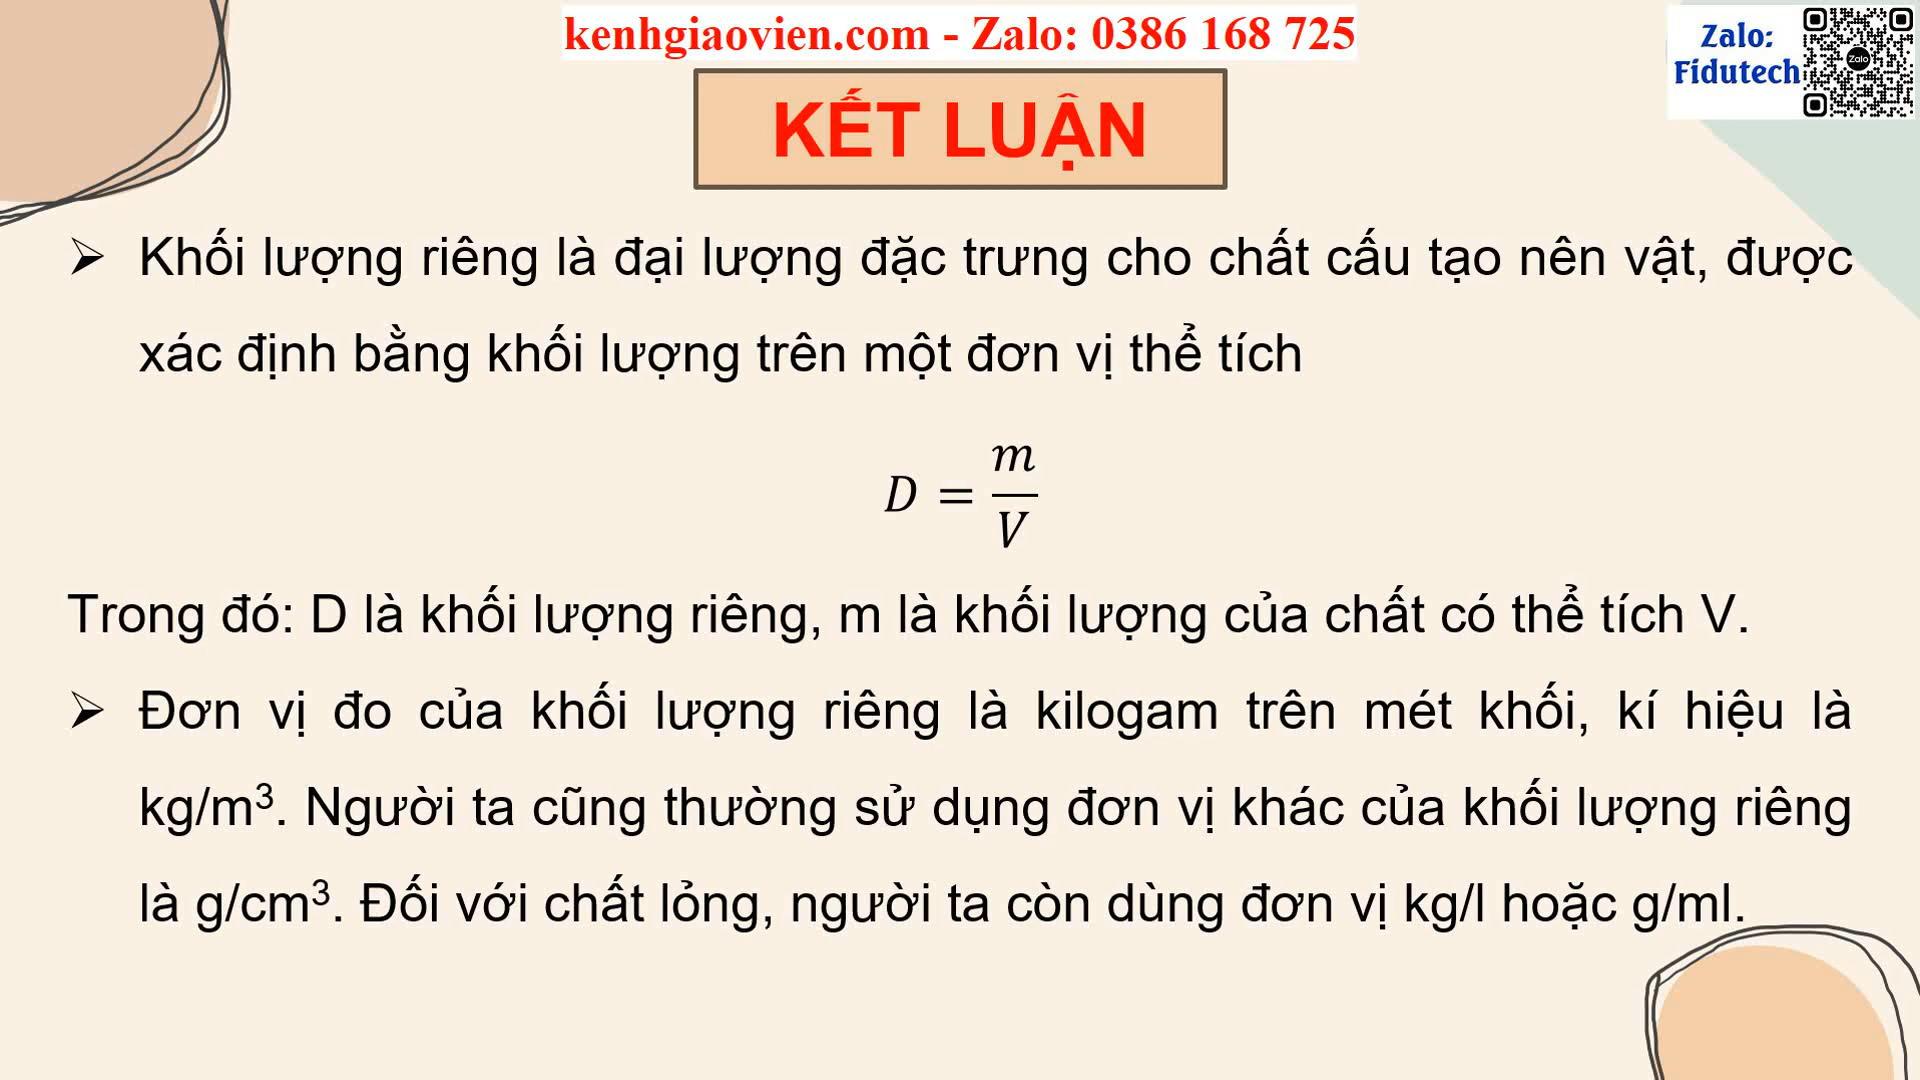 kenhgiaovien.com - Zalo: 0386 168 725
Zalo:
Fidutech
Zalo
KẾT LUẬN
➢ Khối lượng riêng là đại lượng đặc trưng cho chất cấu tạo nên vật, được
xác định bằng khối lượng trên một đơn vị thể tích
D = m/V
Trong đó: D là khối lượng riêng, m là khối lượng của chất có thể tích V.
➢ Đơn vị đo của khối lượng riêng là kilogam trên mét khối, kí hiệu là
kg/m³. Người ta cũng thường sử dụng đơn vị khác của khối lượng riêng
là g/cm³. Đối với chất lỏng, người ta còn dùng đơn vị kg/l hoặc g/ml.